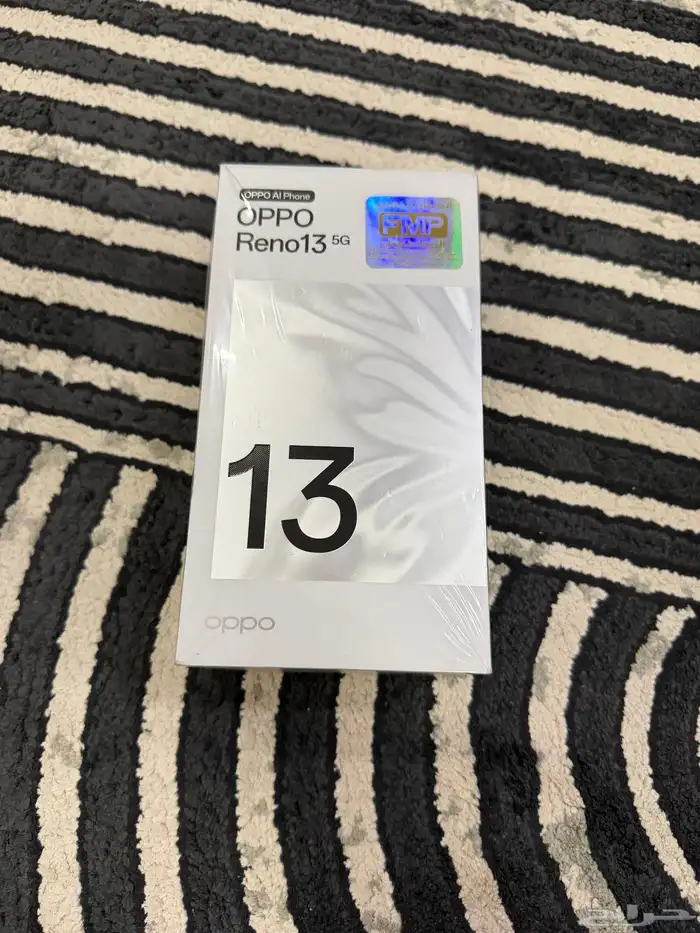 OPPO AI Phone
OPPO
Reno13 5G
FMP
13
oppo
حراج